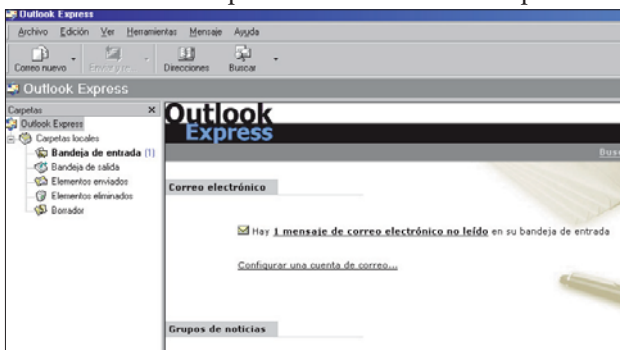 Outlook Express
Archivo Edición Ver Herramientas Mensaje Ayuda
Correo nuevo Enviar y re... Direcciones Buscar
Outlook Express
Carpetas
Outlook Express
Carpetas locales
Bandeja de entrada (1)
Bandeja de salida
Elementos enviados
Elementos eliminados
Borrador
Outlook
Express
Correo electrónico
Hay 1 mensaje de correo electrónico no leído en su bandeja de entrada
Configurar una cuenta de correo...
Grupos de noticias